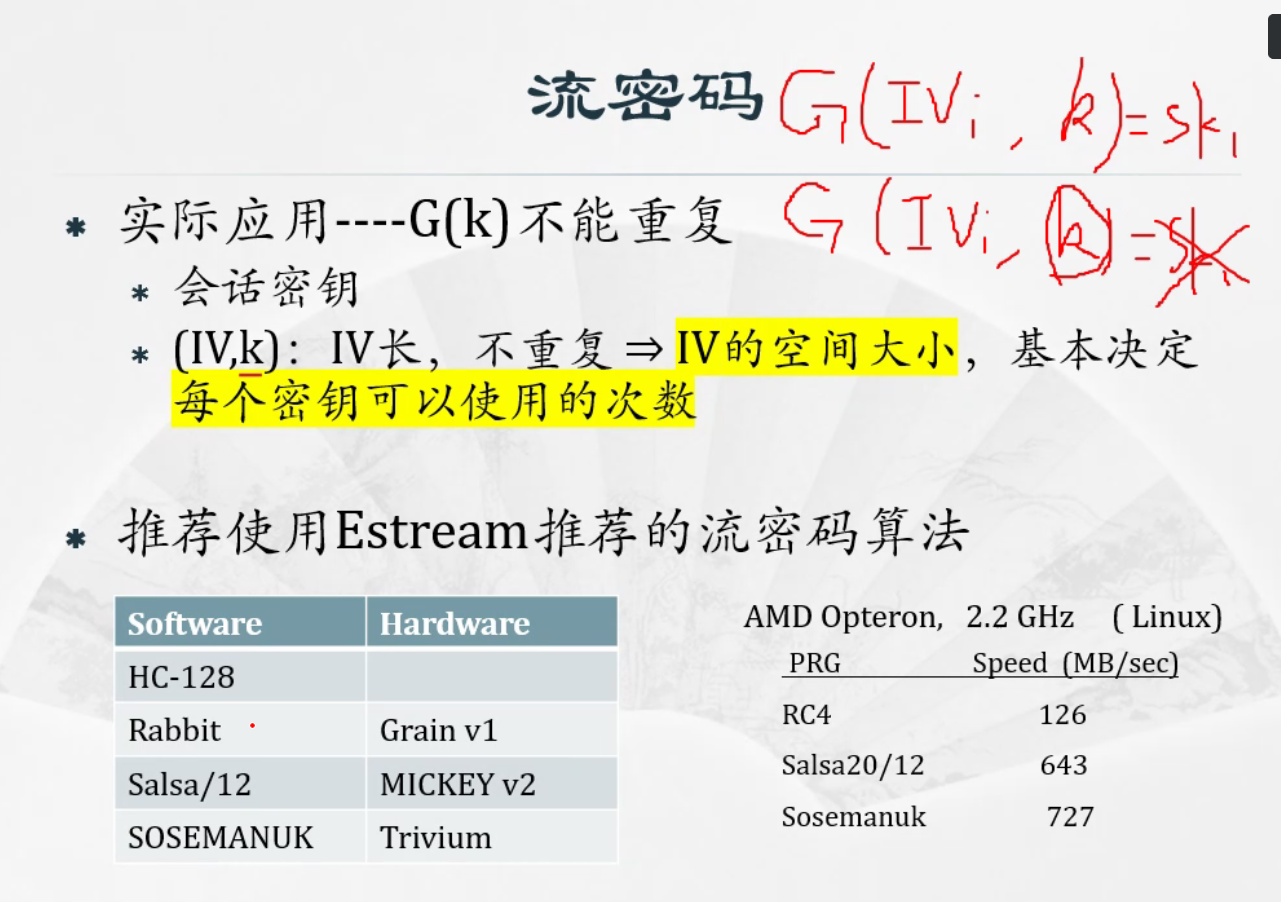 流密码 G(IVi, k)=sk1
实际应用----G(k)不能重复 G(IVi, k)=sk1
会话密钥
(IV,k)：IV长，不重复⇒IV的空间大小，基本决定
每个密钥可以使用的次数
推荐使用Estream推荐的流密码算法
Software Hardware
HC-128
Rabbit Grain v1
Salsa/12 MICKEY v2
SOSEMANUK Trivium
AMD Opteron, 2.2 GHz ( Linux)
PRG Speed (MB/sec)
RC4 126
Salsa20/12 643
Sosemanuk 727